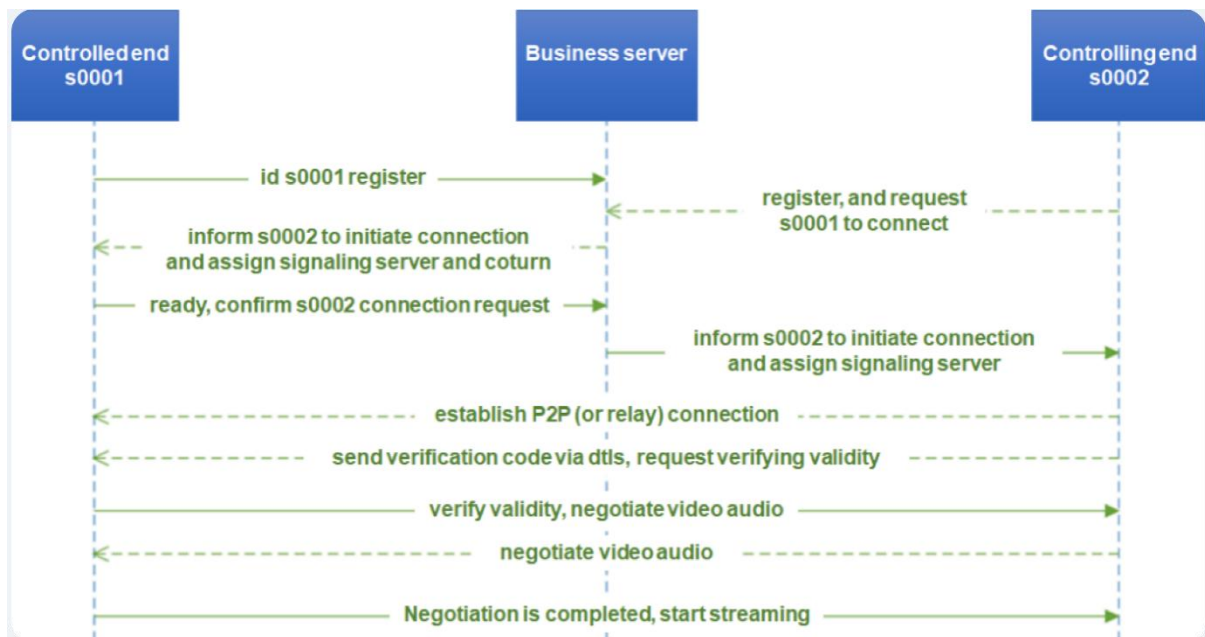 Controlled end
s0001
Business server
Controlling end
s0002
id s0001 register
register, and request
s0001 to connect
inform s0002 to initiate connection
and assign signaling server and coturn
ready, confirm s0002 connection request
inform s0002 to initiate connection
and assign signaling server
establish P2P (or relay) connection
send verification code via dtls, request verifying validity
verify validity, negotiate video audio
negotiate video audio
Negotiation is completed, start streaming